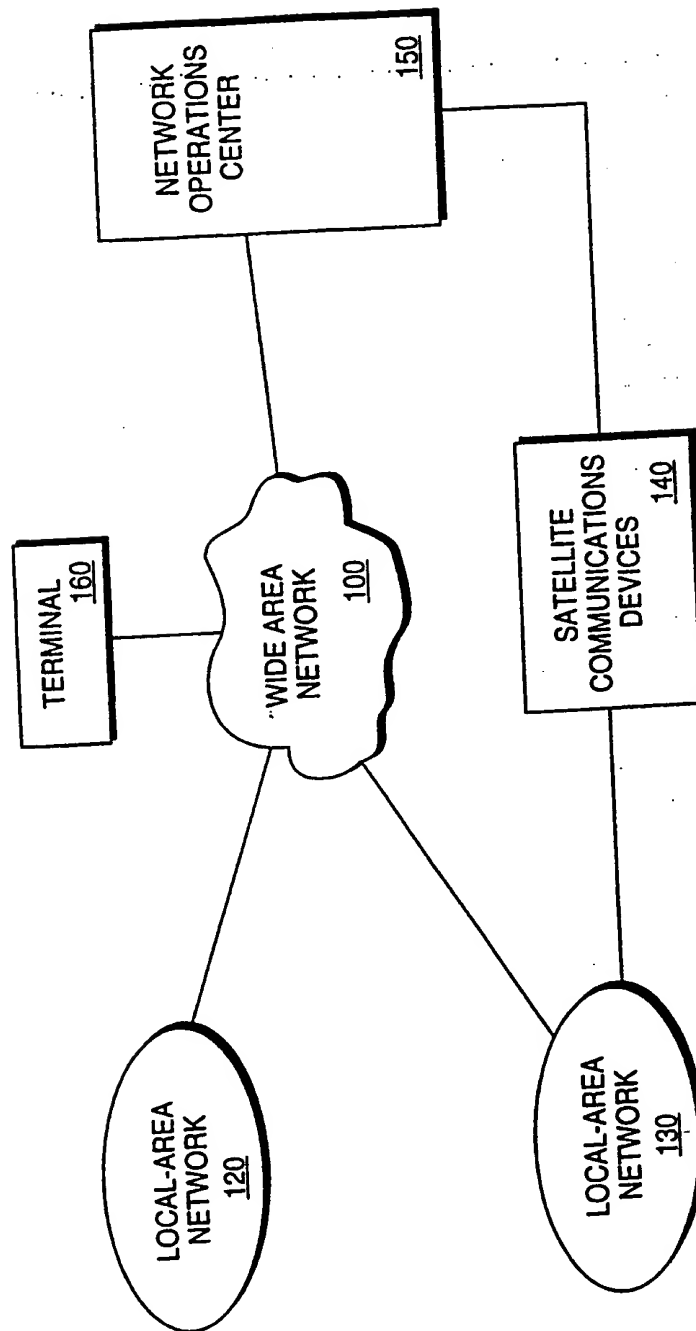 TERMINAL
160
NETWORK
OPERATIONS
CENTER
150
LOCAL-AREA
NETWORK
120
WIDE AREA
NETWORK
100
LOCAL-AREA
NETWORK
130
SATELLITE
COMMUNICATIONS
DEVICES
140